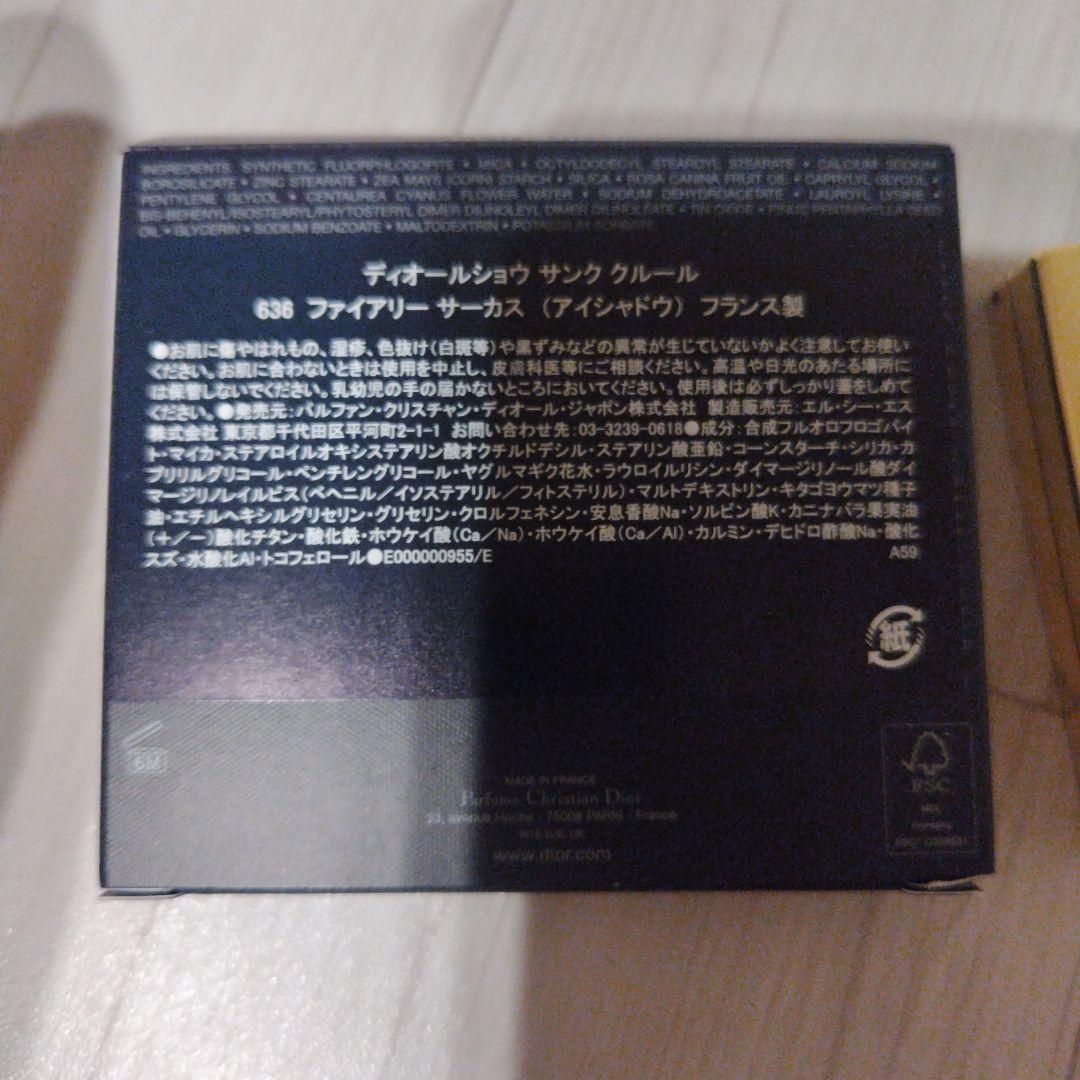 INGREDIENTS: SYNTHETIC FLUORPHLOGOPITE • MICA • OCTYLDODECYL STEAROYL STEARATE • CALCIUM SODIUM
BOROSILICATE • ZINC STEARATE • ZEA MAYS (CORN) STARCH • SILICA • ROSA CANINA FRUIT OIL • CAPRYLYL GLYCOL •
PENTYLENE GLYCOL • CENTAUREA CYANUS FLOWER WATER • SODIUM DEHYDROACETATE • LAUROYL LYSINE •
BIS-BEHENYL/ISOSTEARYL/PHYTOSTERYL DIMER DILINOLEYL DIMER DILINOLEATE • TIN OXIDE • PINUS PENTAPHYLLA SEED
OIL • GLYCERIN • SODIUM BENZOATE • MALTODEXTRIN • POTASSIUM SORBATE
ディオールショウ サンク クルール
636 ファイアリー サーカス (アイシャドウ) フランス製
●お肌に傷やはれもの、湿疹、色抜け(白斑等)や黒ずみなどの異常が生じていないかよく注意してお使い
ください。お肌に合わないときは使用を中止し、皮膚科医等にご相談ください。高温や日光のあたる場所に
は保管しないでください。乳幼児の手の届かないところにおいてください。使用後は必ずしっかり蓋をしめて
ください。●発売元:パルファン・クリスチャン・ディオール・ジャポン株式会社 製造販売元:エル・シー・エス
株式会社 東京都千代田区平河町2-1-1 お問い合わせ先:03-3239-0618●成分:合成フルオロフロゴパイ
ト・マイカ・ステアロイルオキシステアリン酸オクチルドデシル・ステアリン酸亜鉛・コーンスターチ・シリカ・カ
プリリルグリコール・ペンチレングリコール・ヤグルマギク花水・ラウロイルリシン・ダイマージリノール酸ダイ
マージリノレイルビス(ベヘニル/イソステアリル/フィトステリル)・マルトデキストリン・キタゴヨウマツ種子
油・エチルヘキシルグリセリン・グリセリン・クロルフェネシン・安息香酸Na・ソルビン酸K・カニナバラ果実油
(+/-)酸化チタン・酸化鉄・ホウケイ酸(Ca/Na)・ホウケイ酸(Ca/Al)・カルミン・デヒドロ酢酸Na・酸化
スズ・水酸化Al・トコフェロール●E000000955/E A59
紙
6M
MADE IN FRANCE
Parfums Christian Dior
33, avenue Hoche - 75008 PARIS - France
www.dior.com
FSC
MIX